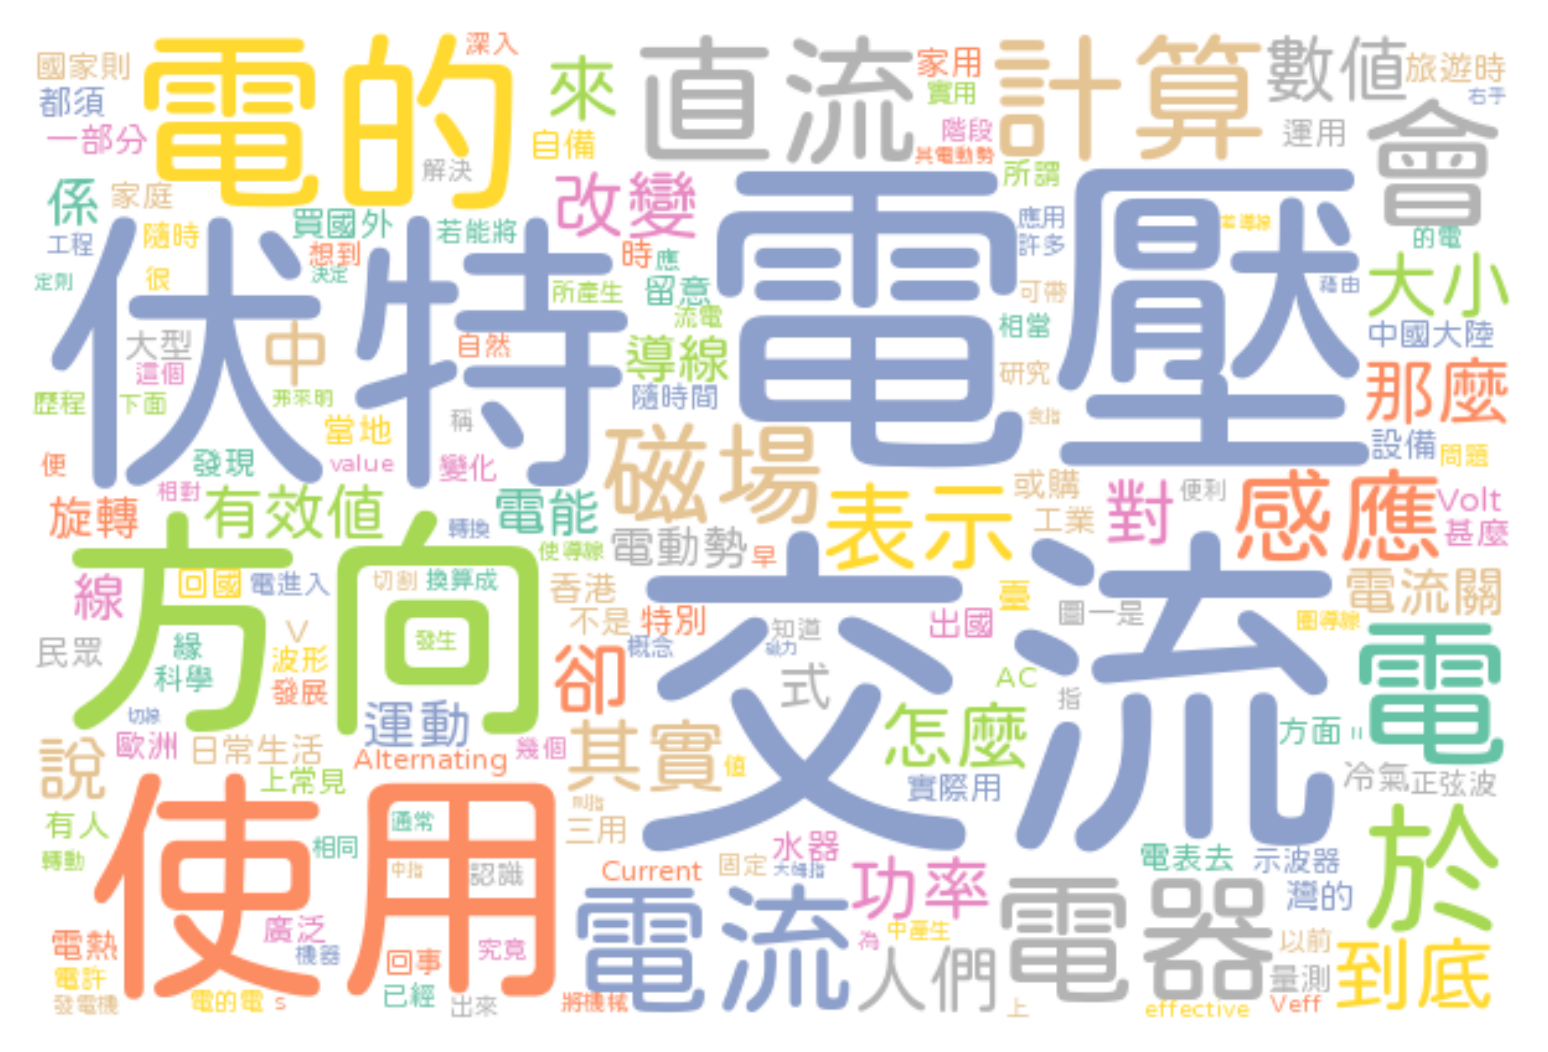 國家則
電的
深入
來
直流
家用
計算
數值
旅遊時
都須
實用
右手
一部分
自備
階段
運用
會
其電動勢
解決
所謂
係
家庭
改變
電壓
買國外
應用
若導線
工程
隨時
若能將
許多
的電
伏特
想到
時
應
大小
定則
很
決定
所產生
留意
可帶
藉由
流電
相當
中國大陸
大型
中
自然
導線
這個
研究
那麼
歷程
下面
弗來明
隨時間
稱
食指
當地
磁場
設備
問題
便
發現
value
變化
相對
有效值
電能
表示
或購
對
便利
感應
Volt
旋轉
轉換
工業
甚麼
使導線
電動勢
早
方向
交流
線
回國
電進入
切割
換算成
香港
臺
電流關
不是
特別
出國
圖一是
圈導線
民眾
緣
V
發生
概念
知道
磁力
電
波形
科學
卻
式
AC
指
發展
切線
運動
怎麼
方面
=
說
歐洲
日常生活
Alternating
幾個
其實
值
冷氣
正弦波
上常見
使用
實際用
則指
有人
通常
三用
於
轉動
相同
水器
電表去
示波器
中指
認識
Current
固定
大姆指
功率
電流
電器
灣的
廣泛
中產生
電熱
機器
回事
究竟
為
人們
以前
到底
電許
已經
量測
發電機
電的電
s
出來
將機械
上
effective
Veff